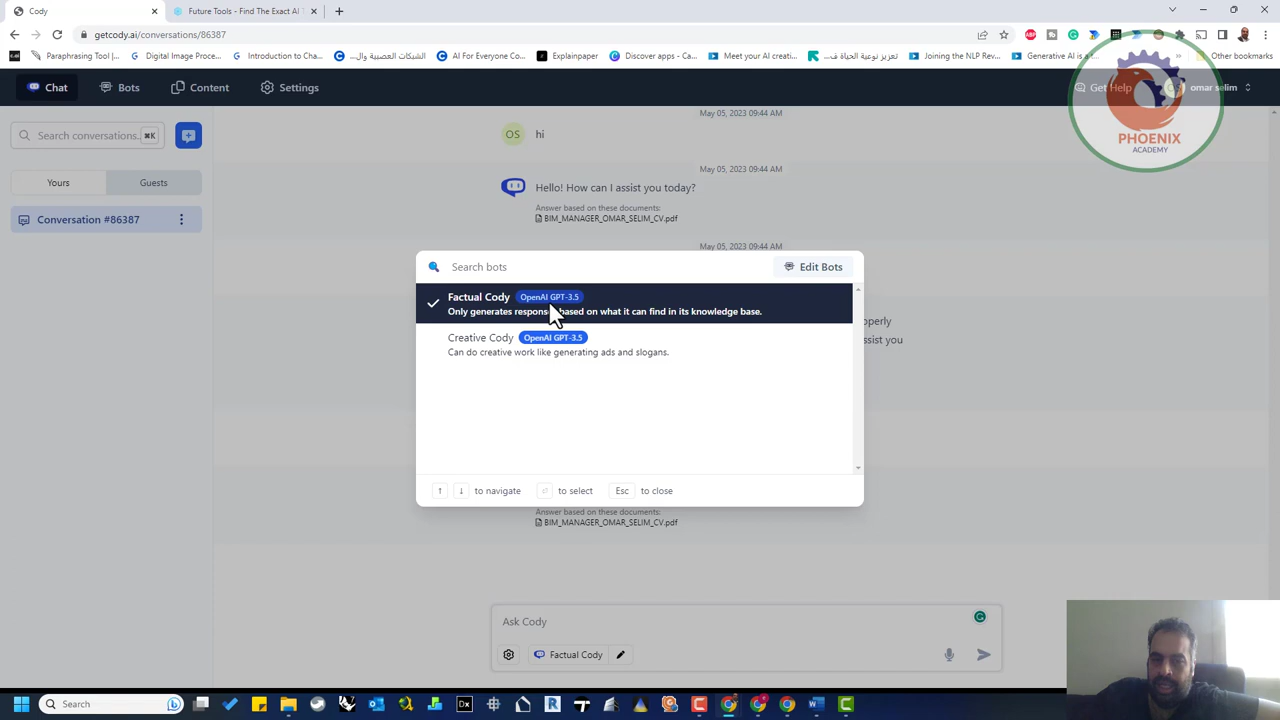 Cody
Future Tools - Find The Exact AI T
getcody.ai/conversations/86387
Paraphrasing Tool |...
Digital Image Proce...
Introduction to Cha...
الشبكات العصبية وال...
AI For Everyone Co...
Explainpaper
Discover apps - Ca...
Meet your AI creati...
تعزيز نوعية الحياة ف...
Joining the NLP Rev...
Generative AI is a t...
Other bookmarks
Chat
Bots
Content
Settings
Get Help
omar selim
PHOENIX
ACADEMY
Search conversations..
⌘K
Yours
Guests
Conversation #86387
May 05, 2023 09:44 AM
OS
hi
May 05, 2023 09:44 AM
Hello! How can I assist you today?
Answer based on these documents:
BIM_MANAGER_OMAR_SELIM_CV.pdf
May 05, 2023 09:44 AM
Search bots
Edit Bots
Factual Cody OpenAI GPT-3.5
Only generates respons based on what it can find in its knowledge base.
Creative Cody OpenAI GPT-3.5
Can do creative work like generating ads and slogans.
operly
ssist you
↑ ↓ to navigate
to select
Esc to close
Answer based on these documents:
BIM_MANAGER_OMAR_SELIM_CV.pdf
Ask Cody
Factual Cody
Search